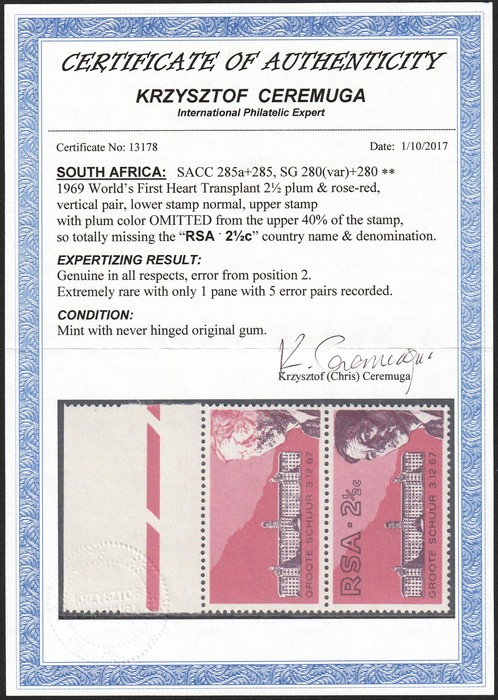 CERTIFICATE OF AUTHENTICITY
KRZYSZTOF CEREMUGA
International Philatelic Expert
Certificate No: 13178 Date: 1/10/2017
SOUTH AFRICA: SACC 285a+285, SG 280(var)+280 **
1969 World's First Heart Transplant 2½ plum & rose-red,
vertical pair, lower stamp normal, upper stamp
with plum color OMITTED from the upper 40% of the stamp,
so totally missing the "RSA · 2½c" country name & denomination.
EXPERTIZING RESULT:
Genuine in all respects, error from position 2.
Extremely rare with only 1 pane with 5 error pairs recorded.
CONDITION:
Mint with never hinged original gum.
K. Ceremuga
Krzysztof (Chris) Ceremuga
GROOTE SCHUUR 3.12.67
RSA · 2½c
GROOTE SCHUUR 3.12.67